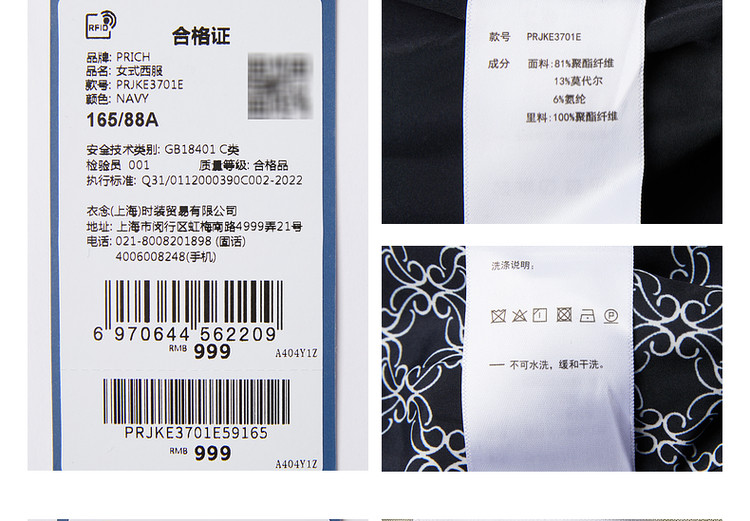 RFID
合格证
品牌: PRICH
品名: 女式西服
款号: PRJKE3701E
颜色: NAVY
165/88A
安全技术类别: GB18401 C类
检验员 001 质量等级: 合格品
执行标准: Q31/0112000390C002-2022
衣念(上海)时装贸易有限公司
地址: 上海市闵行区虹梅南路4999弄21号
电话: 021-8008201898 (固话)
4006008248(手机)
6 970644 562209
RMB 999 A404Y1Z
PRJKE3701E59165
RMB 999
A404Y1Z
款号 PRJKE3701E
成分 面料:81%聚酯纤维
13%莫代尔
6%氨纶
里料:100%聚酯纤维
洗涤说明:
— 不可水洗，缓和干洗。